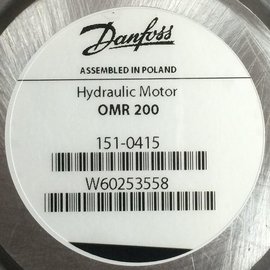 Danfoss
ASSEMBLED IN POLAND
Hydraulic Motor
OMR 200
151-0415
W60253558